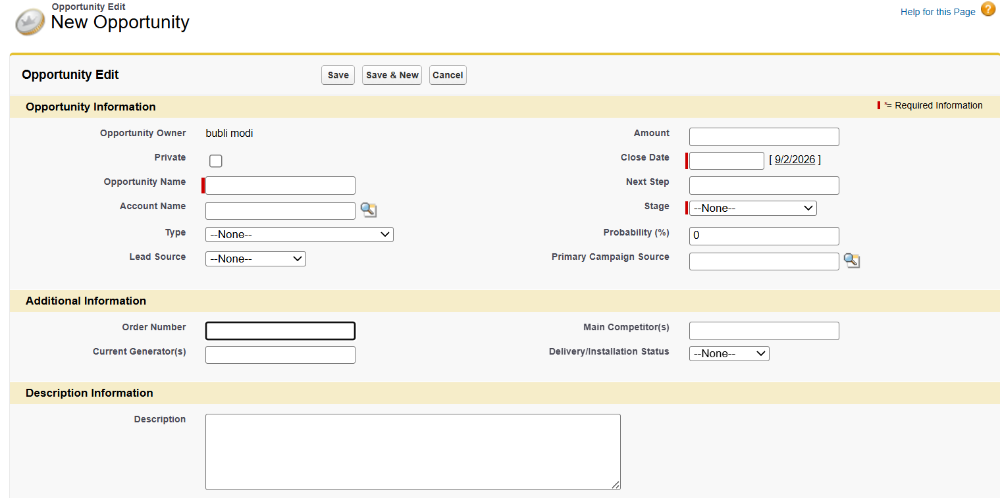 Opportunity Edit
New Opportunity
Help for this Page ?
Opportunity Edit
Save
Save & New
Cancel
Opportunity Information
*= Required Information
Opportunity Owner
bubli modi
Amount
Private
Close Date
[ 9/2/2026 ]
Opportunity Name
Next Step
Account Name
Stage
--None--
Type
--None--
Probability (%)
0
Lead Source
--None--
Primary Campaign Source
Additional Information
Order Number
Main Competitor(s)
Current Generator(s)
Delivery/Installation Status
--None--
Description Information
Description